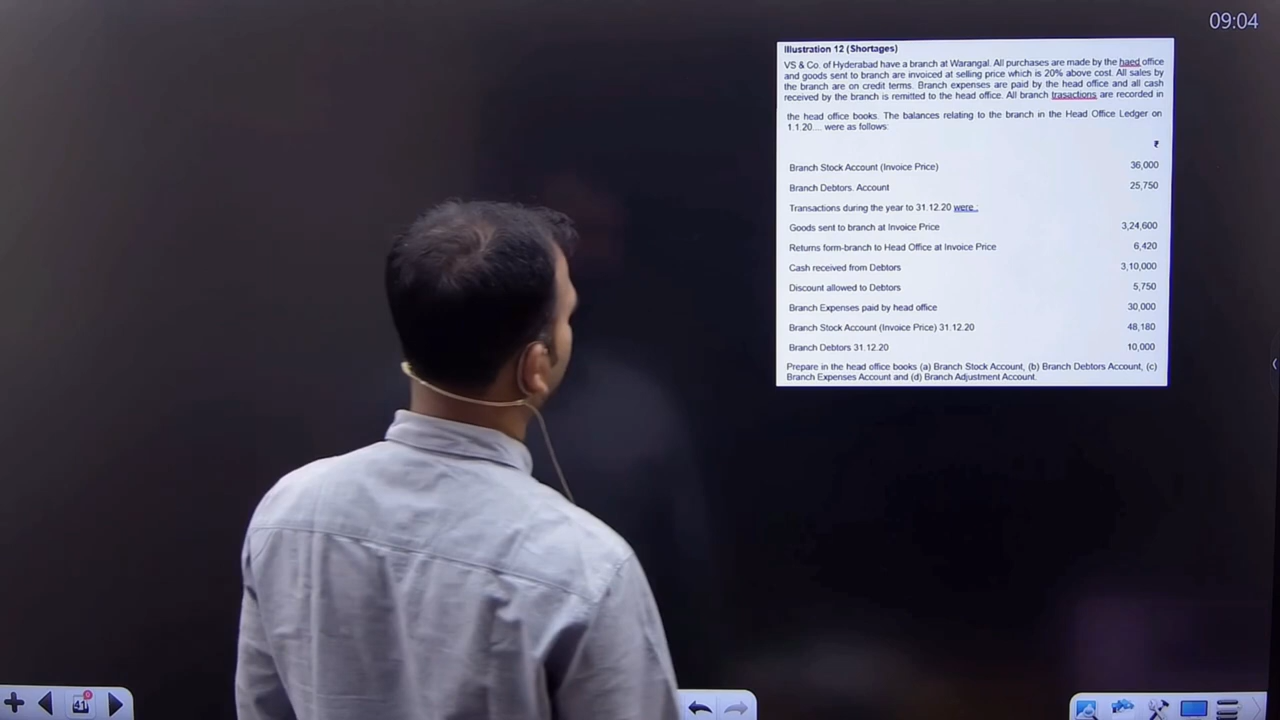 09:04
Illustration 12 (Shortages)
VS & Co. of Hyderabad have a branch at Warangal. All purchases are made by the haed office
and goods sent to branch are invoiced at selling price which is 20% above cost. All sales by
the branch are on credit terms. Branch expenses are paid by the head office and all cash
received by the branch is remitted to the head office. All branch trasactions are recorded in
the head office books. The balances relating to the branch in the Head Office Ledger on
1.1.20.... were as follows:
₹
Branch Stock Account (Invoice Price) 36,000
Branch Debtors. Account 25,750
Transactions during the year to 31.12.20 were.:
Goods sent to branch at Invoice Price 3,24,600
Returns form-branch to Head Office at Invoice Price 6,420
Cash received from Debtors 3,10,000
Discount allowed to Debtors 5,750
Branch Expenses paid by head office 30,000
Branch Stock Account (Invoice Price) 31.12.20 48,180
Branch Debtors 31.12.20 10,000
Prepare in the head office books (a) Branch Stock Account, (b) Branch Debtors Account, (c)
Branch Expenses Account and (d) Branch Adjustment Account.
41